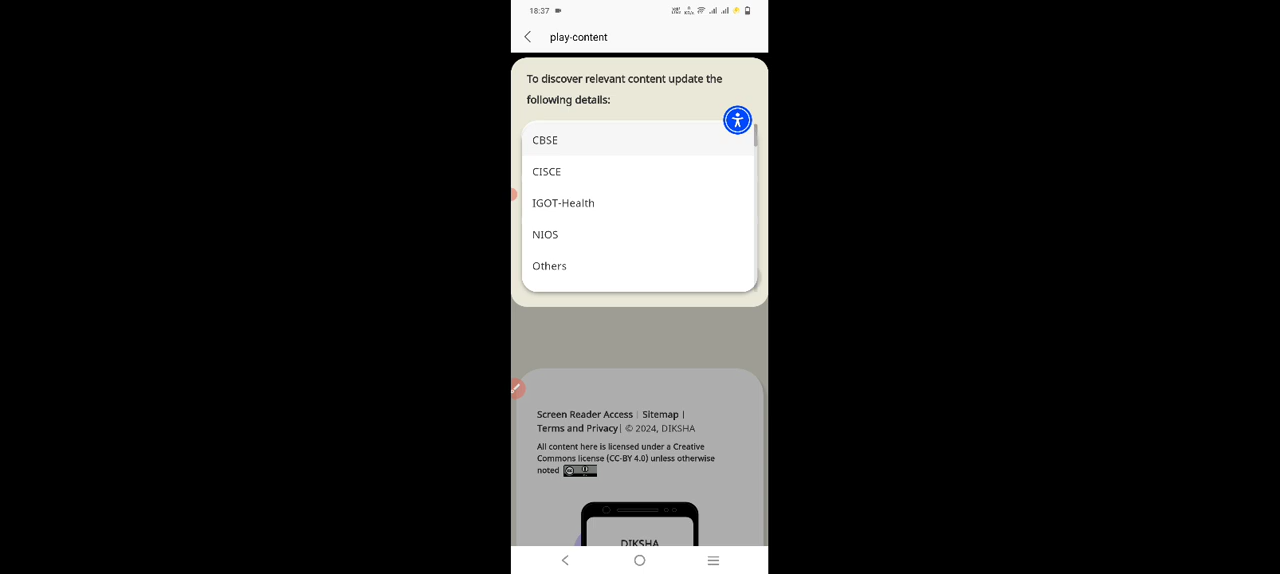 18:37
play-content
To discover relevant content update the
following details:
CBSE
CISCE
IGOT-Health
NIOS
Others
Screen Reader Access | Sitemap |
Terms and Privacy| © 2024, DIKSHA
All content here is licensed under a Creative
Commons license (CC-BY 4.0) unless otherwise
noted
DIKSHA